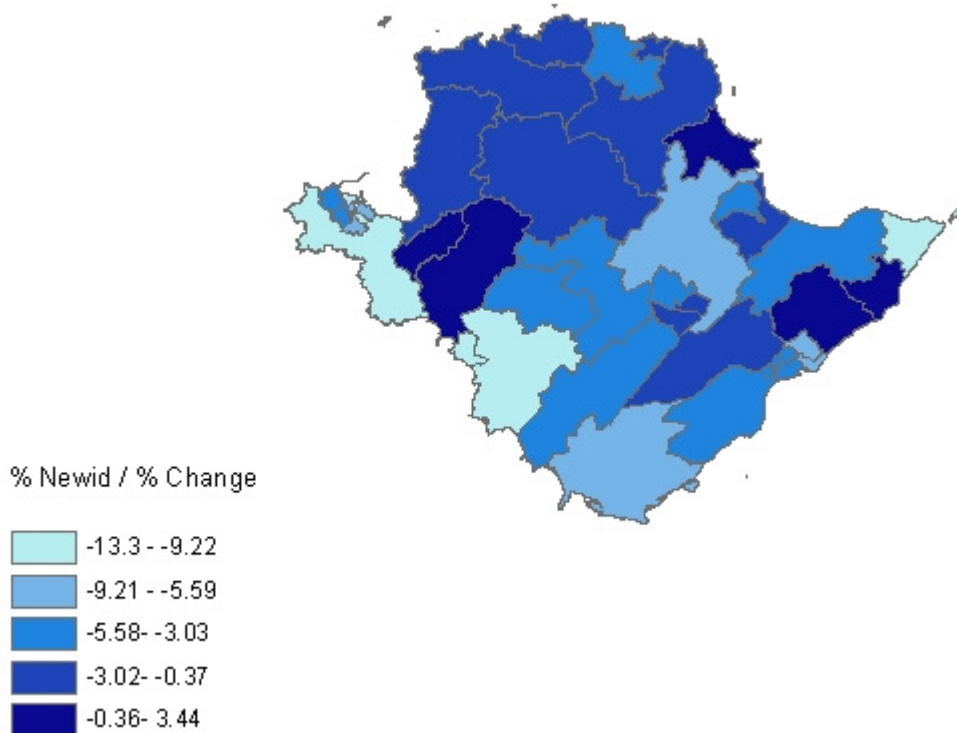 % Newid / % Change
-13.3 - -9.22
-9.21 - -5.59
-5.58- -3.03
-3.02- -0.37
-0.36- 3.44